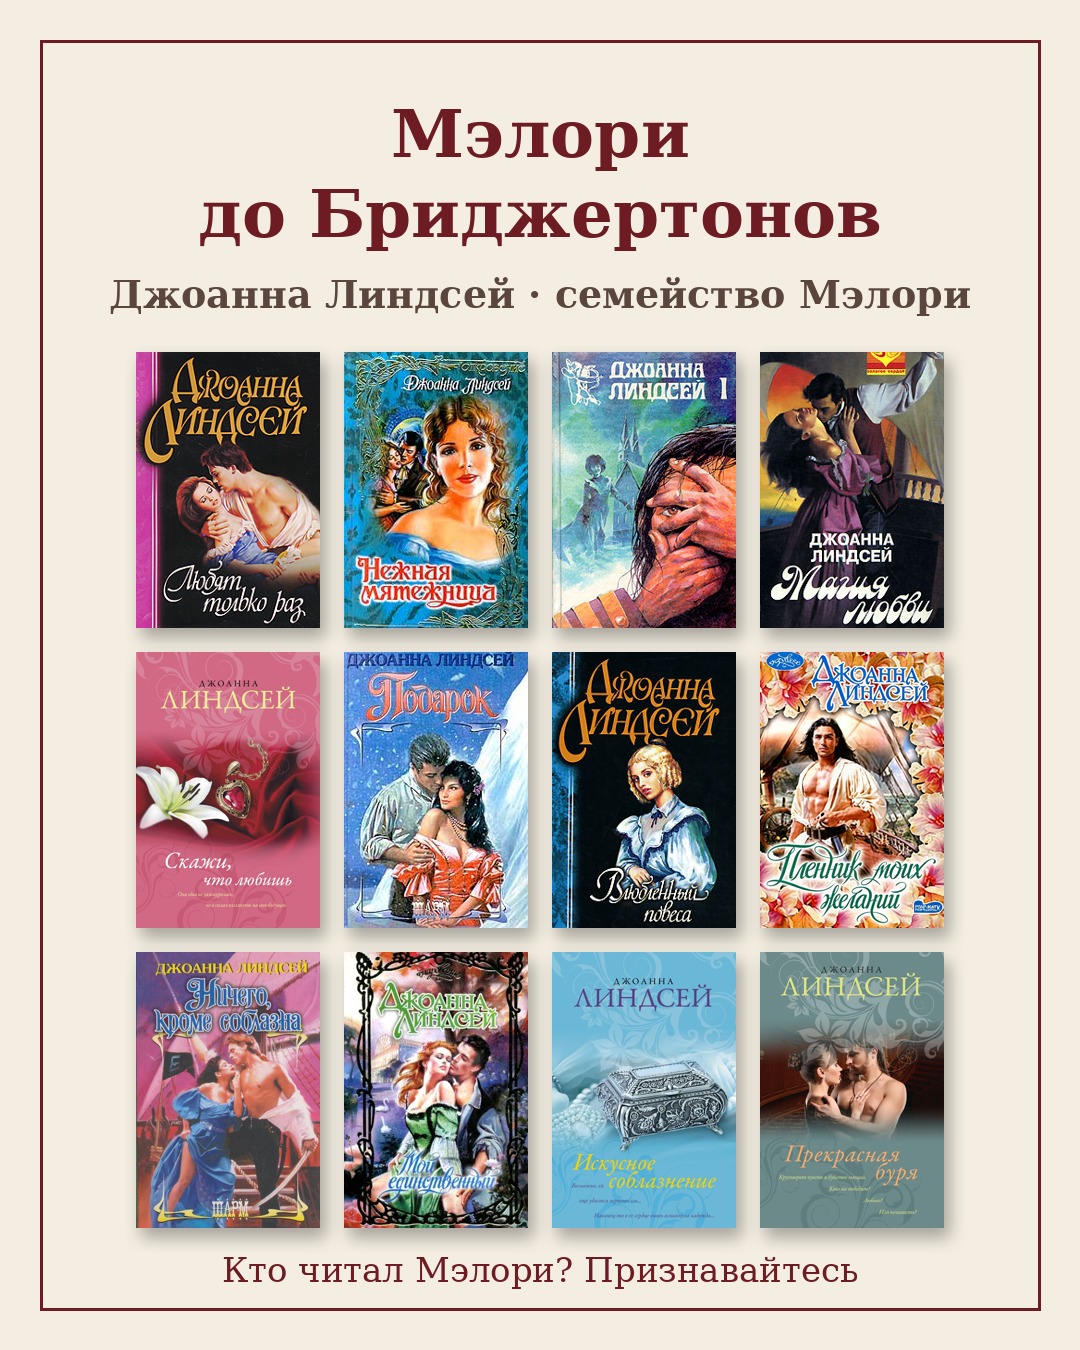 Мэлори
до Бриджертонов
Джоанна Линдсей · семейство Мэлори
Джоанна
Линдсей
Любят
только раз
Джоанна Линдсей
Нежная
мятежница
ДЖОАННА
ЛИНДСЕЙ 1
ДЖОАННА
ЛИНДСЕЙ
Магия
любви
ДЖОАННА
ЛИНДСЕЙ
Скажи,
что любишь
ДЖОАННА ЛИНДСЕЙ
Подарок
ШАРМ
Джоанна
Линдсей
Влюбленный
повеса
Джоанна
Линдсей
Пленник моих
желаний
ДЖОАННА ЛИНДСЕЙ
Ничего,
кроме соблазна
ШАРМ
Джоанна
Линдсей
Мой
единственный
ДЖОАННА
ЛИНДСЕЙ
Искусное
соблазнение
ДЖОАННА
ЛИНДСЕЙ
Прекрасная
буря
Кто читал Мэлори? Признавайтесь